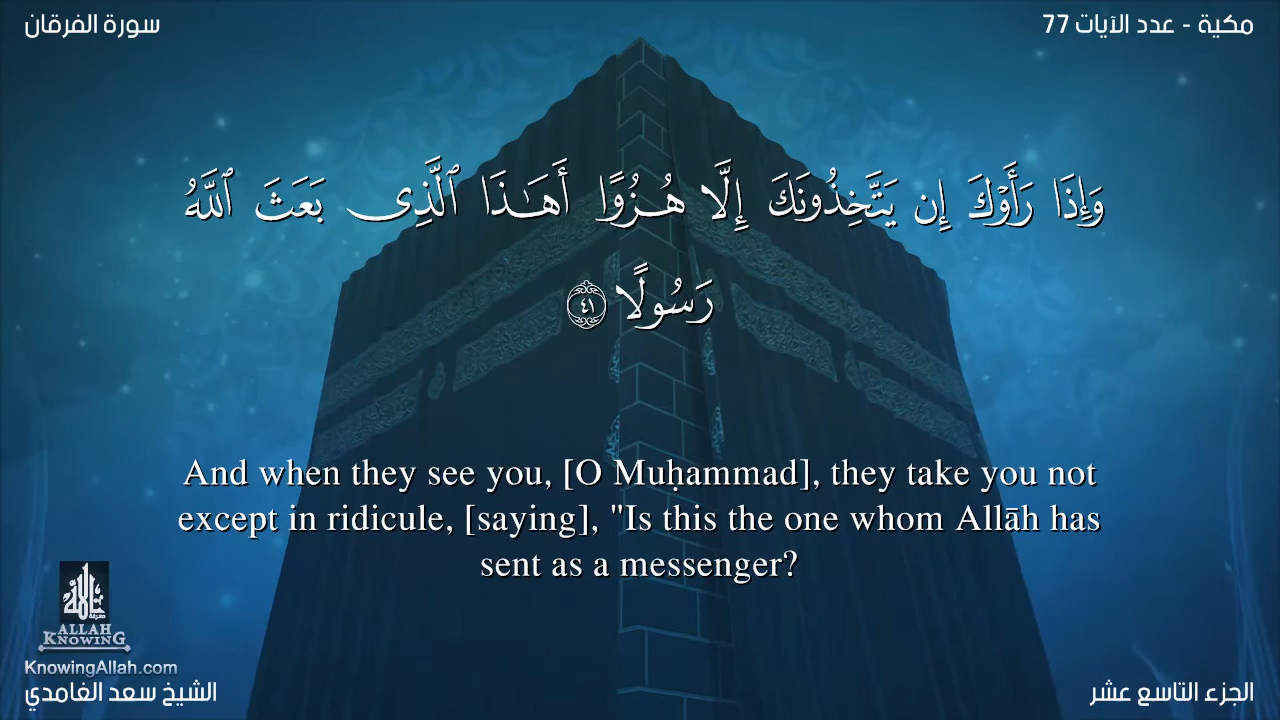 سورة الفرقان
مكية - عدد الآيات 77
وَإِذَا رَأَوْكَ إِن يَتَّخِذُونَكَ إِلَّا هُزُوًا أَهَـٰذَا ٱلَّذِى بَعَثَ ٱللَّهُ
رَسُولًا ٤١
And when they see you, [O Muḥammad], they take you not
except in ridicule, [saying], "Is this the one whom Allāh has
sent as a messenger?
ALLAH
KNOWING
KnowingAllah.com
الشيخ سعد الغامدي
الجزء التاسع عشر